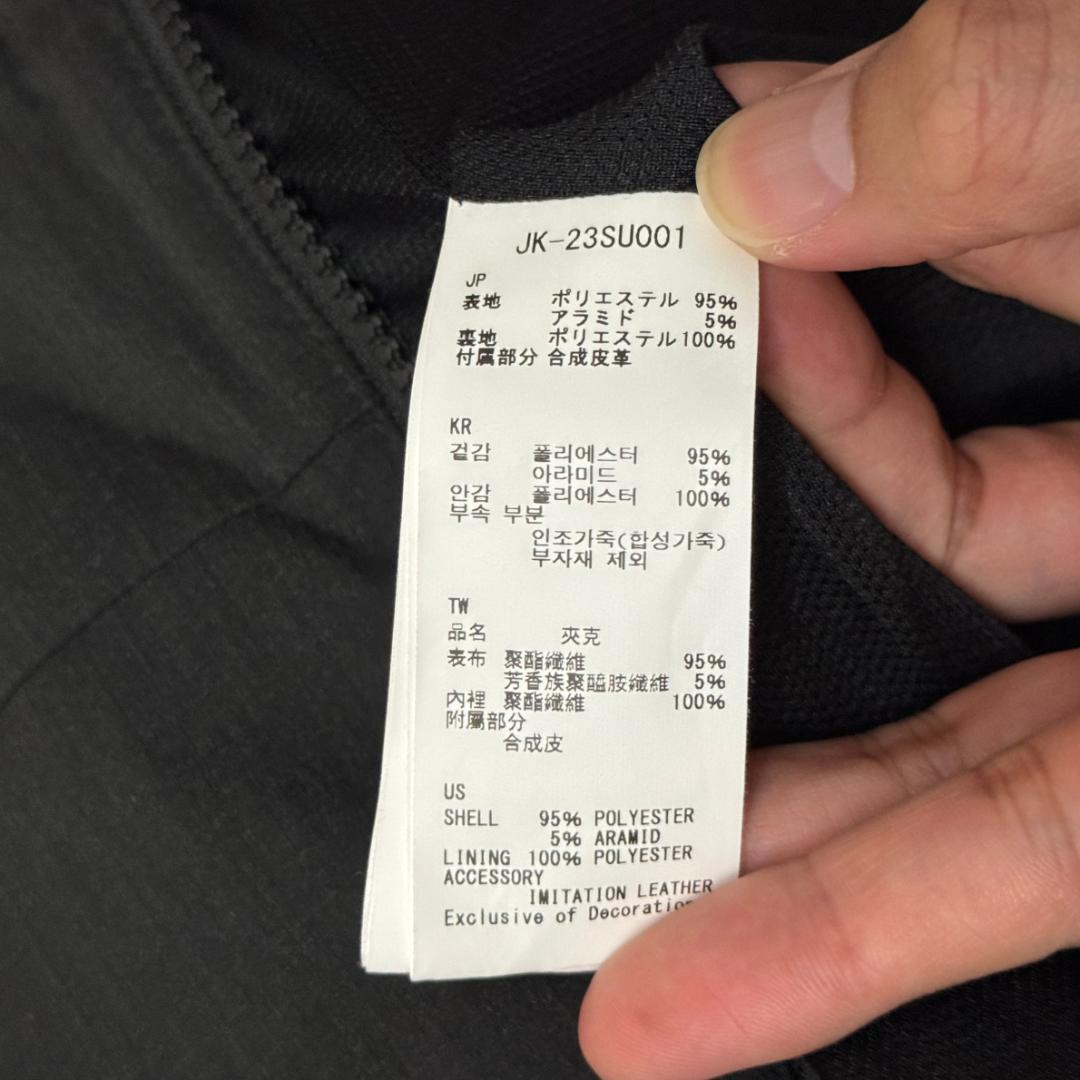 JK-23SU001
JP
表地 ポリエステル 95%
アラミド 5%
裏地 ポリエステル 100%
付属部分 合成皮革
KR
겉감 폴리에스터 95%
아라미드 5%
안감 폴리에스터 100%
부속 부분
인조가죽(합성가죽)
부자재 제외
TW
品名 夾克
表布 聚酯纖維 95%
芳香族聚醯胺纖維 5%
內裡 聚酯纖維 100%
附屬部分
合成皮
US
SHELL 95% POLYESTER
5% ARAMID
LINING 100% POLYESTER
ACCESSORY
IMITATION LEATHER
Exclusive of